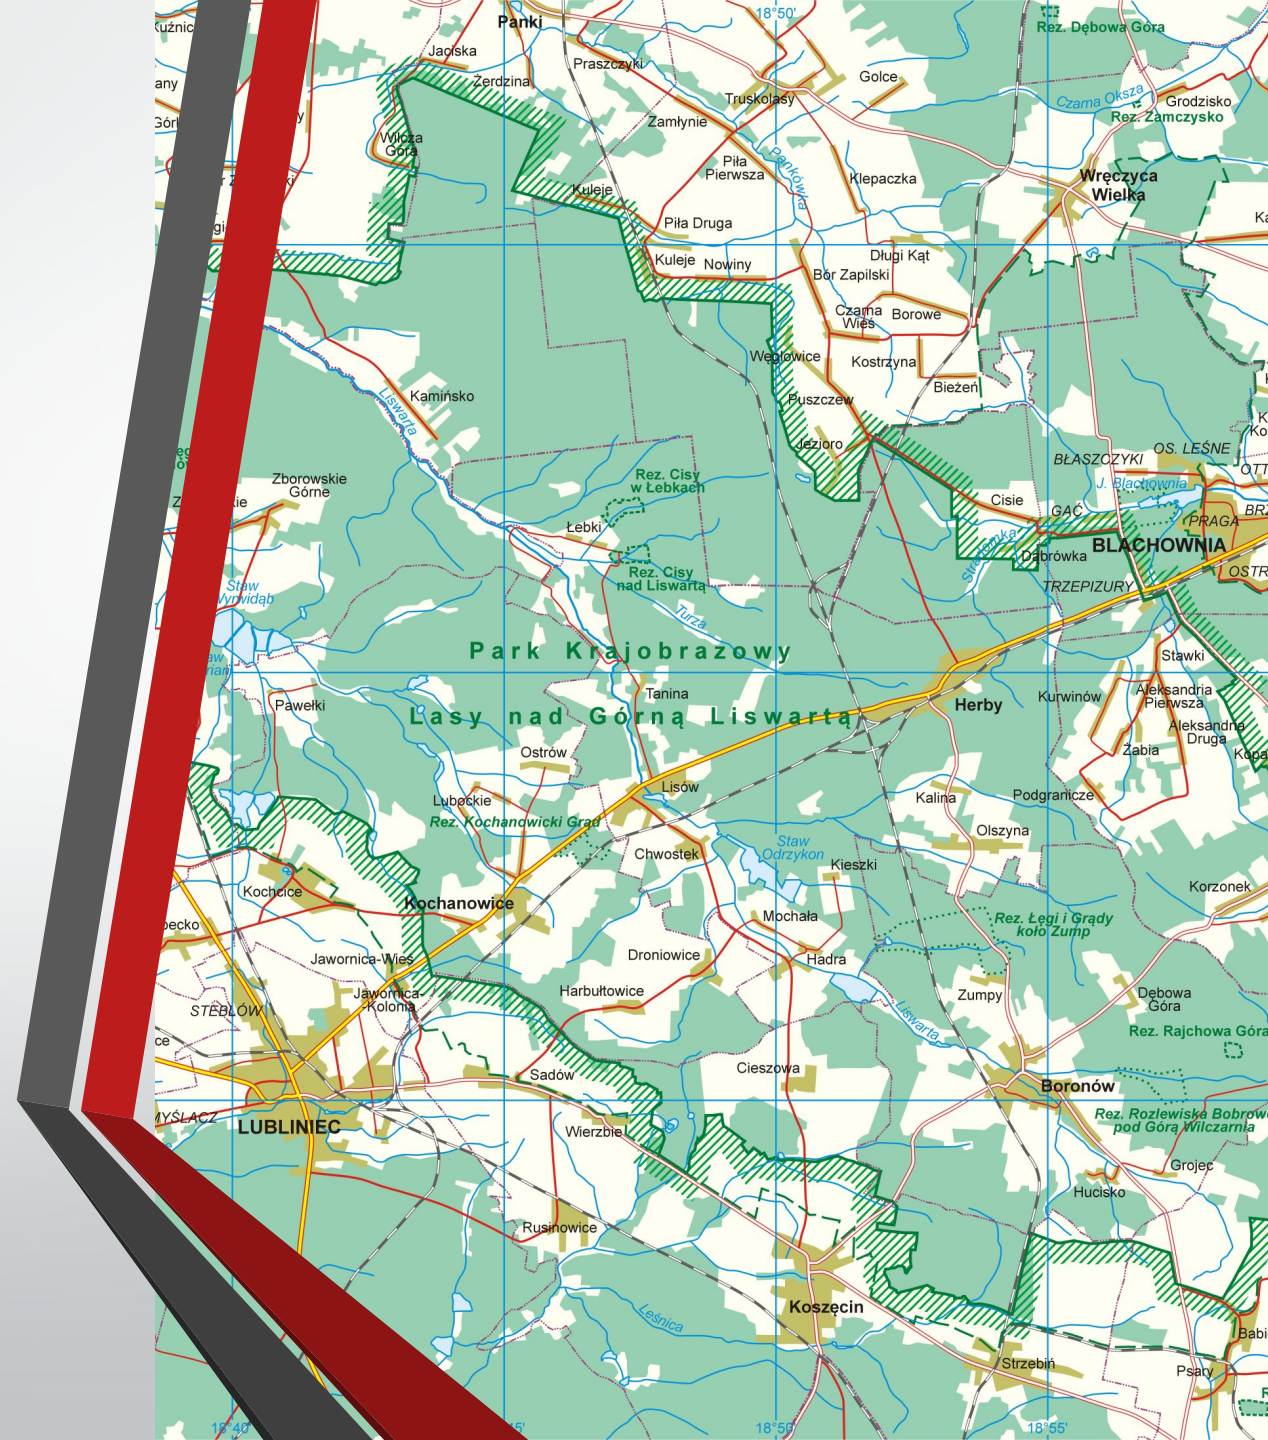 18°50'
Panki
Rez. Dębowa Góra
Jaciska
Praszczyki
Golce
Żerdzina
Truskolasy
Czarna Oksza
Grodzisko
Rez. Zamczysko
Zamłynie
Wilcza
Góra
Piła
Pierwsza
Pankówka
Klepaczka
Wręczyca
Wielka
Kuleje
Piła Druga
Kuleje
Nowiny
Długi Kąt
Bór Zapilski
Czarna
Wieś
Borowe
Węglowice
Kostrzyna
Bieżeń
Kamińsko
Liswarta
Puszczew
Jezioro
OS. LEŚNE
BŁASZCZYKI
Rez. Cisy
w Łebkach
Zborowskie
Górne
J. Blachownia
Cisie
GAĆ
Łebki
PRAGA
BLACHOWNIA
Stradomka
Dąbrówka
Rez. Cisy
nad Liswartą
TRZEPIZURY
Staw
Turza
Park Krajobrazowy
Stawki
Tanina
Kurwinów
Aleksandria
Pierwsza
Pawełki
Herby
Lasy nad Górną Liswartą
Aleksandria
Druga
Żabia
Ostrów
Lisów
Lubockie
Kalina
Podgranicze
Rez. Kochanowicki Grąd
Olszyna
Staw
Odrzykon
Chwostek
Kieszki
Kochcice
Korzonek
Kochanowice
Mochała
Rez. Łęgi i Grądy
koło Zump
Jawornica-Wieś
Droniowice
Hadra
Jawornica-
Kolonia
Harbułtowice
Zumpy
Dębowa
Góra
STEBLÓW
Liswarta
Rez. Rajchowa Góra
Sadów
Cieszowa
Boronów
LUBLINIEC
Wierzbie
Rez. Rozlewiska Bobrowe
pod Górą Wilczarnia
Grojec
Hucisko
Rusinowice
Koszęcin
Leśnica
Strzebiń
Psary
18°40'
18°50'
18°55'